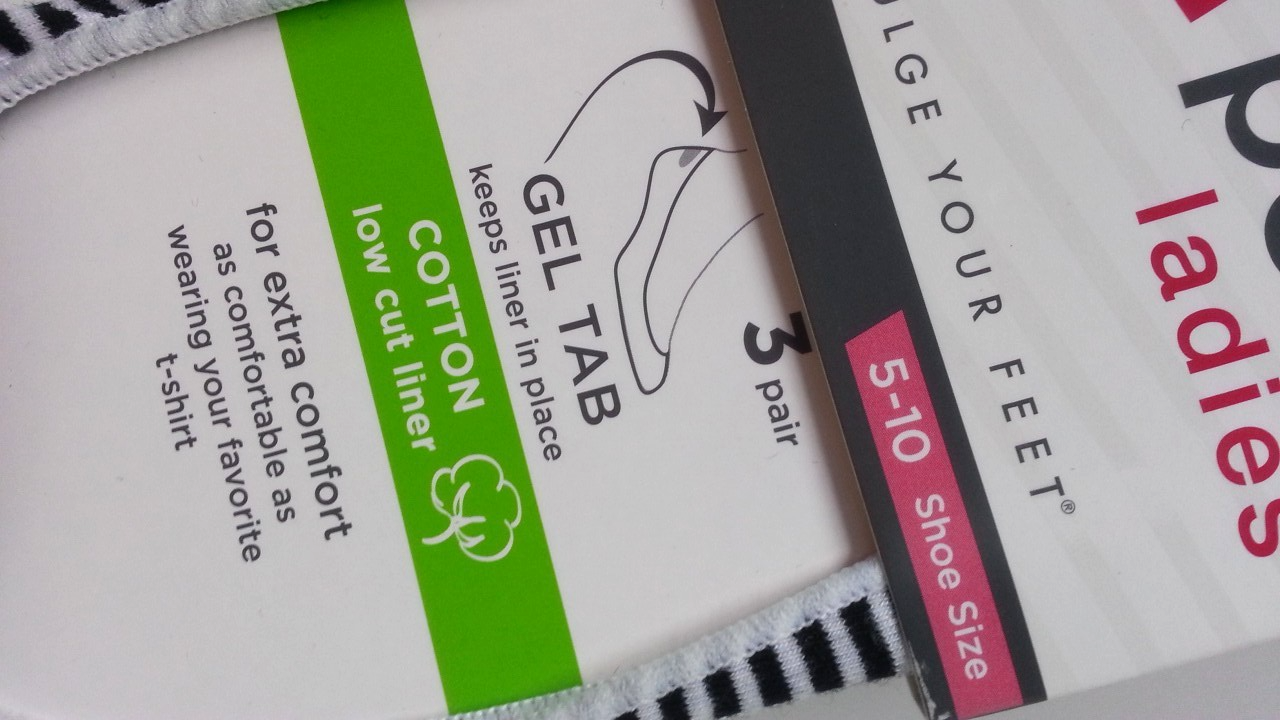 ladies
YOUR FEET®
5-10 Shoe Size
3 pair
GEL TAB
keeps liner in place
COTTON
low cut liner
for extra comfort
as comfortable as
wearing your favorite
t-shirt